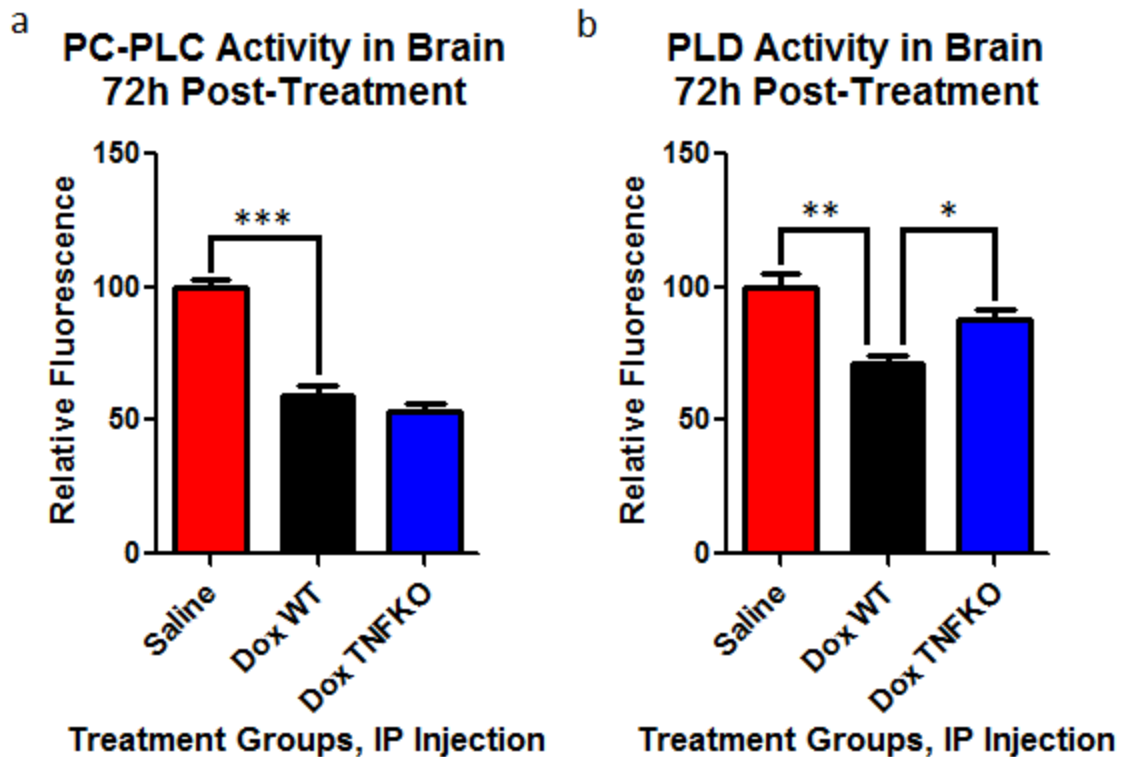 a
PC-PLC Activity in Brain
72h Post-Treatment
Relative Fluorescence
150
100
50
0
***
Saline
Dox WT
Dox TNFKO
Treatment Groups, IP Injection
b
PLD Activity in Brain
72h Post-Treatment
Relative Fluorescence
150
100
50
0
**
*
Saline
Dox WT
Dox TNFKO
Treatment Groups, IP Injection